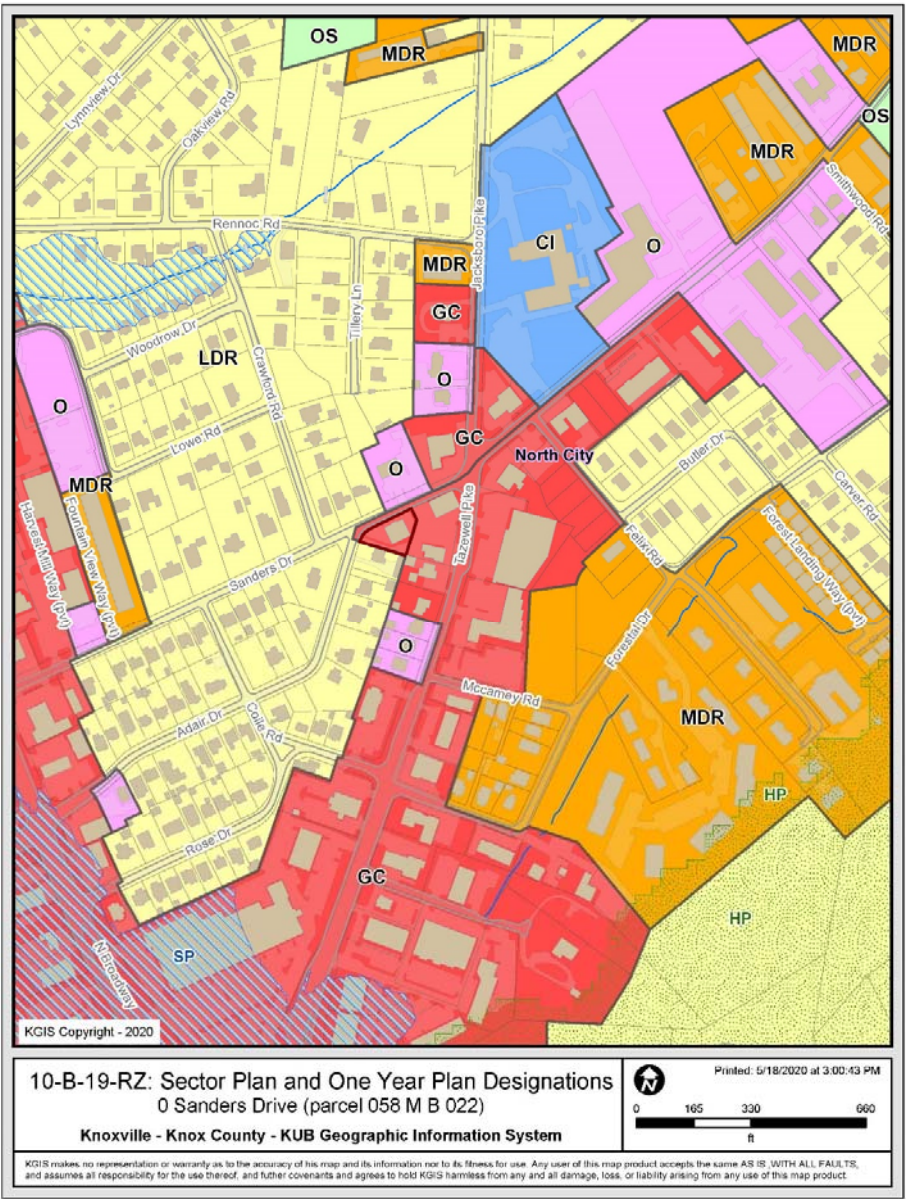 OS
MDR
MDR
OS
Lynnview Dr
Oakview Rd
MDR
Smithwood Rd
Rennoc Rd
Jacksboro Pike
CI
O
MDR
GC
Tillery Ln
Woodrow Dr
LDR
Crawford Rd
O
O
Lowe Rd
GC
O
North City
Butler Dr
MDR
Carver Rd
Harvest Mill Way (pvt)
Fountain View Way (pvt)
Tazewell Pike
Felix Rd
Forest Landing Way (pvt)
Sanders Dr
Forestal Dr
O
Mccamey Rd
Adair Dr
Coile Rd
MDR
HP
Rose Dr
GC
HP
SP
N Broadway
KGIS Copyright - 2020
10-B-19-RZ: Sector Plan and One Year Plan Designations
0 Sanders Drive (parcel 058 M B 022)
Knoxville - Knox County - KUB Geographic Information System
N
Printed: 5/18/2020 at 3:00:43 PM
0 165 330 660
ft
KGIS makes no representation or warranty as to the accuracy of his map and its information nor to its fitness for use. Any user of this map product accepts the same AS IS ,WITH ALL FAULTS,
and assumes all responsibility for the use thereof, and futher covenants and agrees to hold KGIS harmless from any and all damage, loss, or liability arising from any use of this map product.